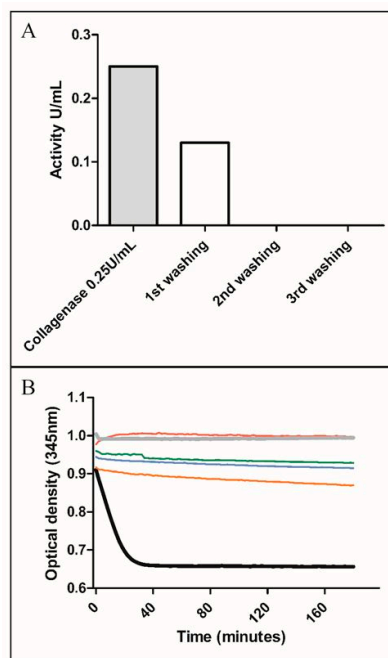 A
Activity U/mL
0.3
0.2
0.1
0.0
Collagenase 0.25U/mL
1st washing
2nd washing
3rd washing
B
Optical density (345nm)
1.1
1.0
0.9
0.8
0.7
0.6
0
40
80
120
160
Time (minutes)